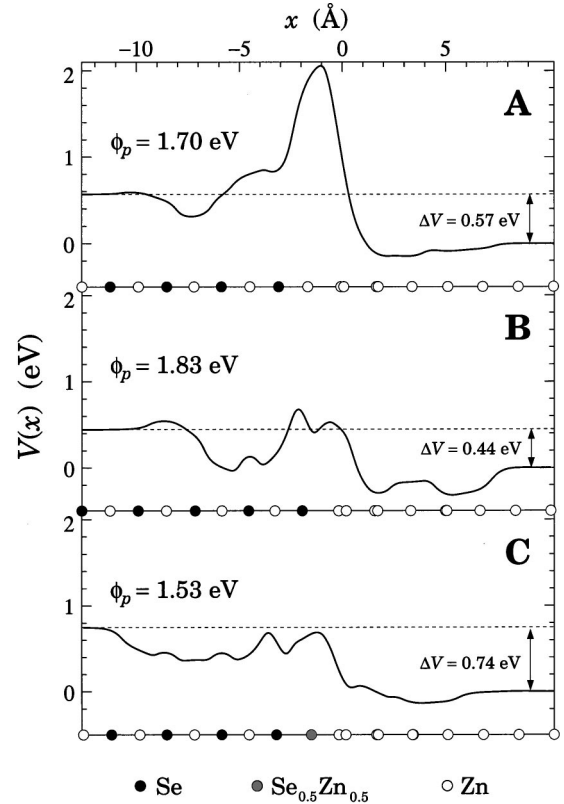 x (Å)
−10 −5 0 5
2
A
ϕp = 1.70 eV
1
ΔV = 0.57 eV
0
2
B
ϕp = 1.83 eV
1
ΔV = 0.44 eV
0
V(x) (eV)
2
C
ϕp = 1.53 eV
1
ΔV = 0.74 eV
0
Se Se0.5Zn0.5 Zn